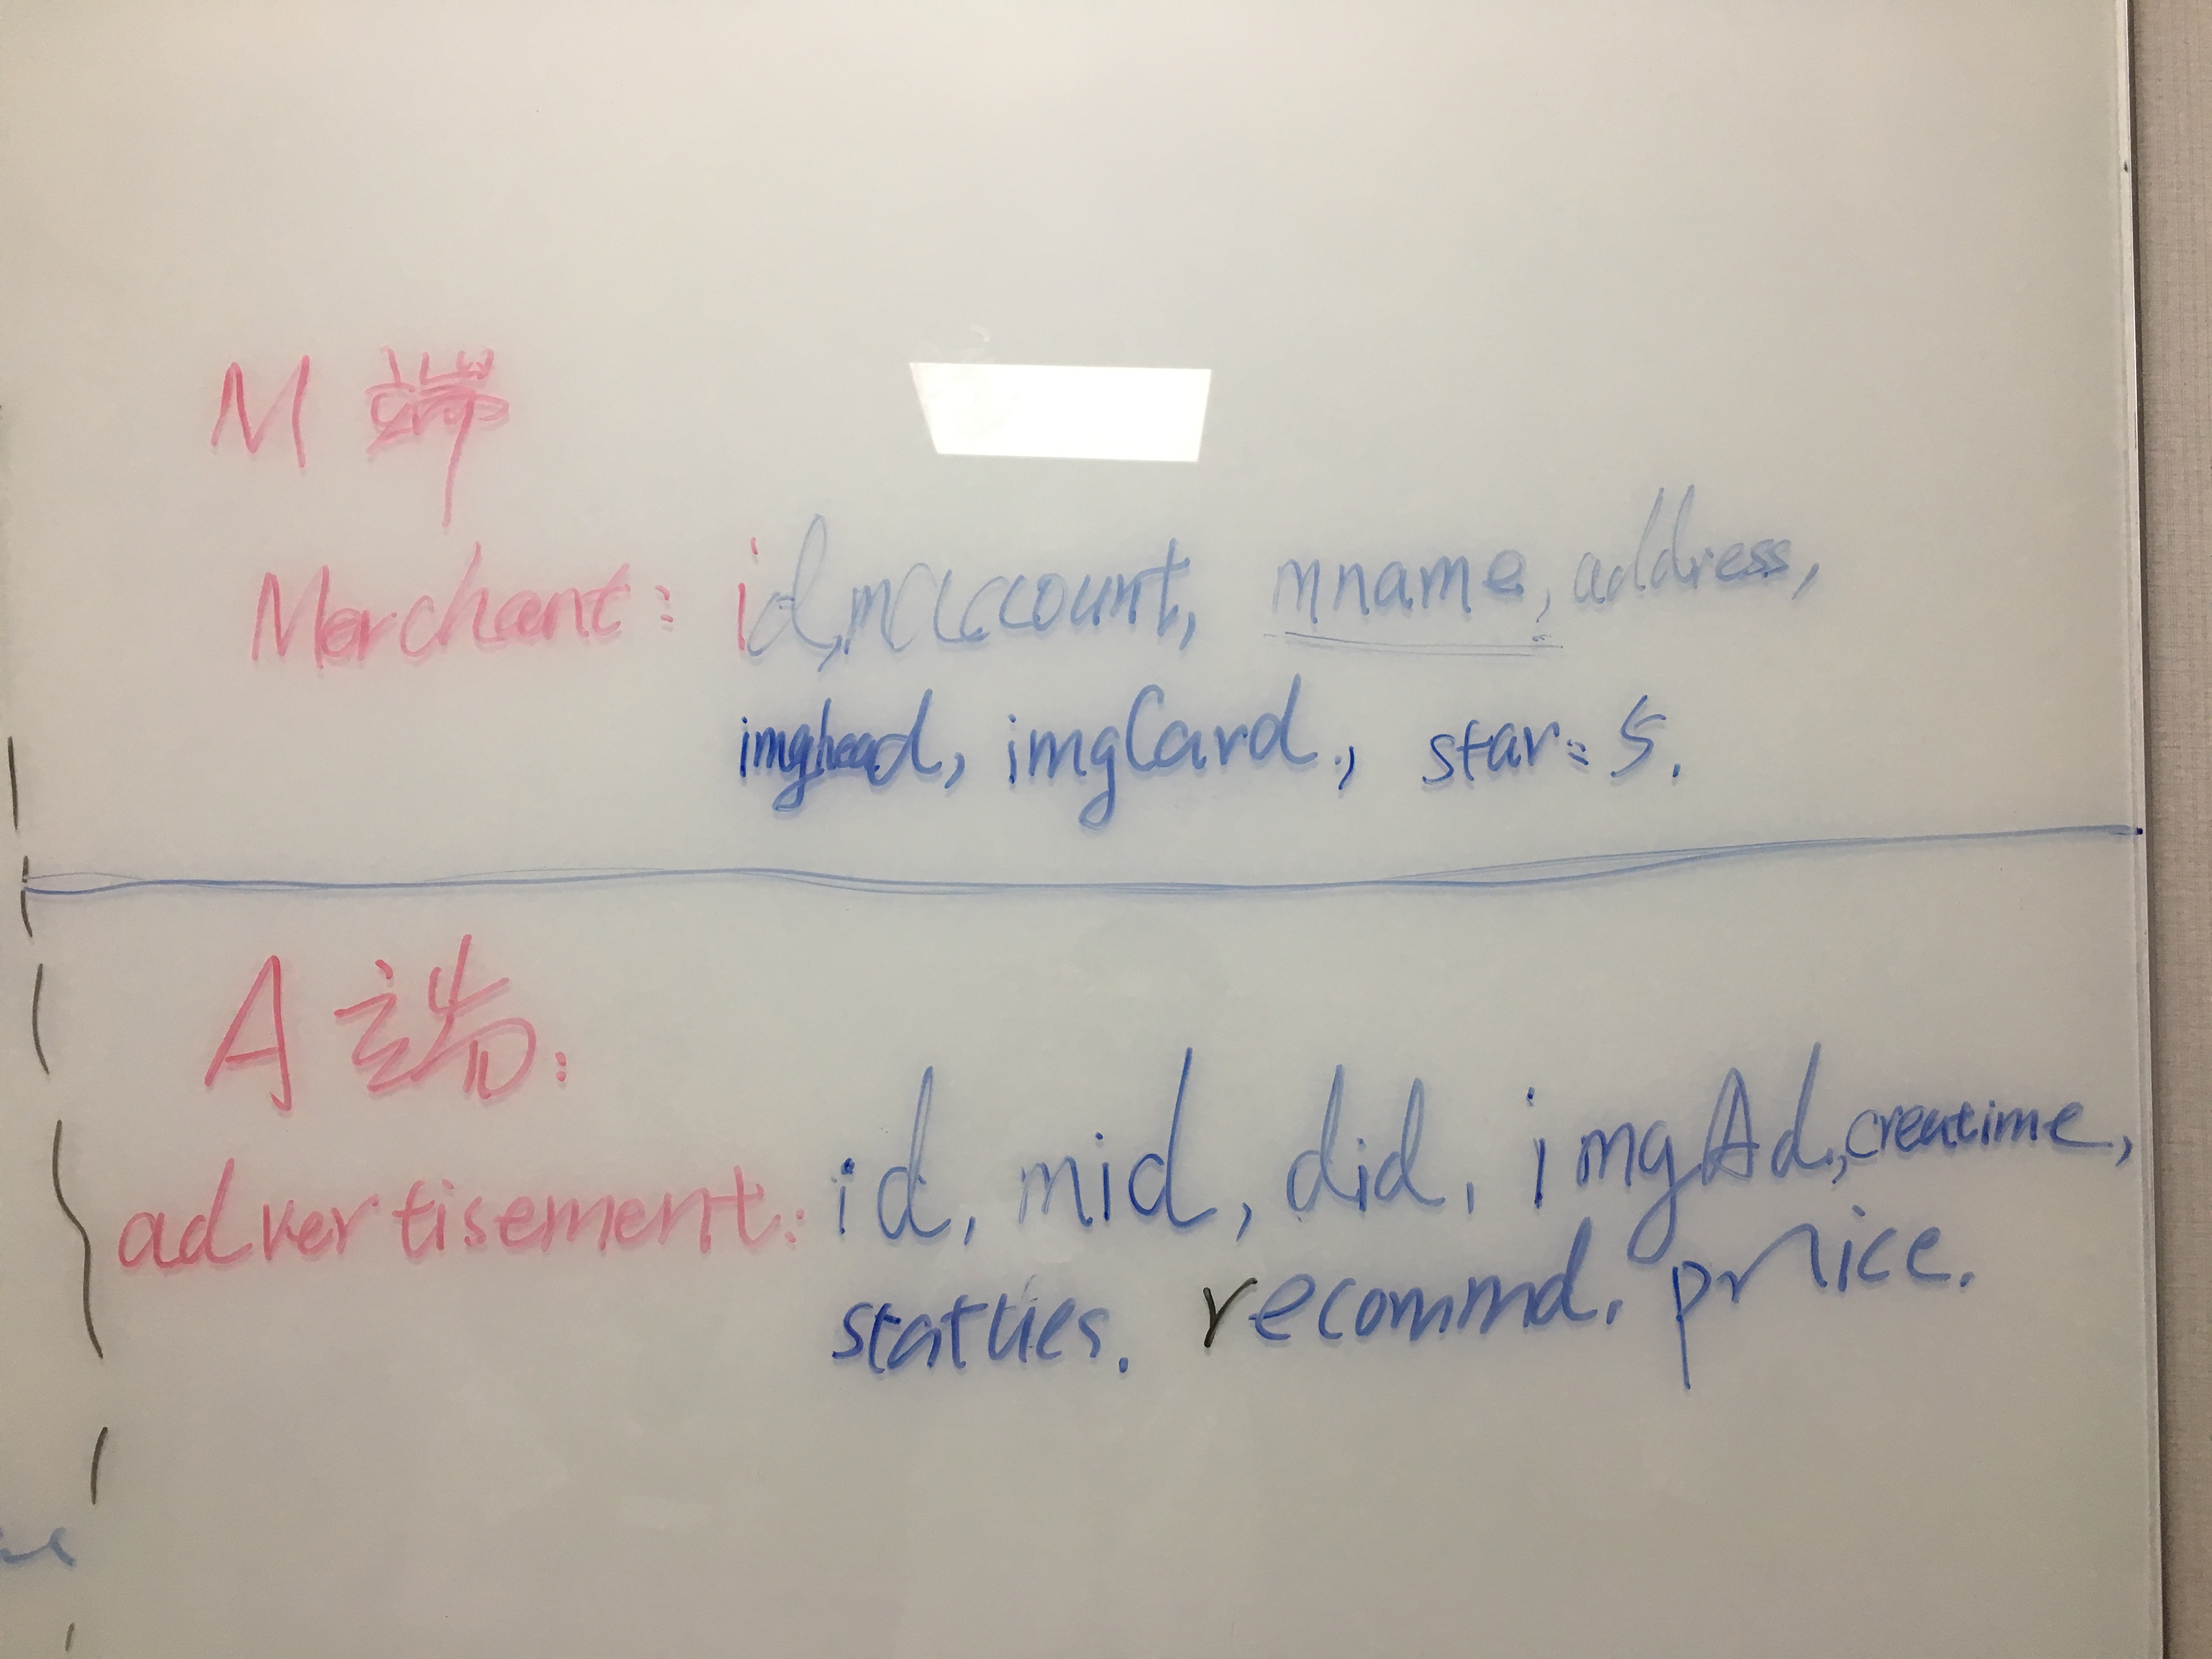 M 端
Merchant: id, maccount, mname, address,
imghead, imgCard., star: 5.
A 端:
advertisement: id, mid, did, imgAd., creatime,
statues. recommd. price.